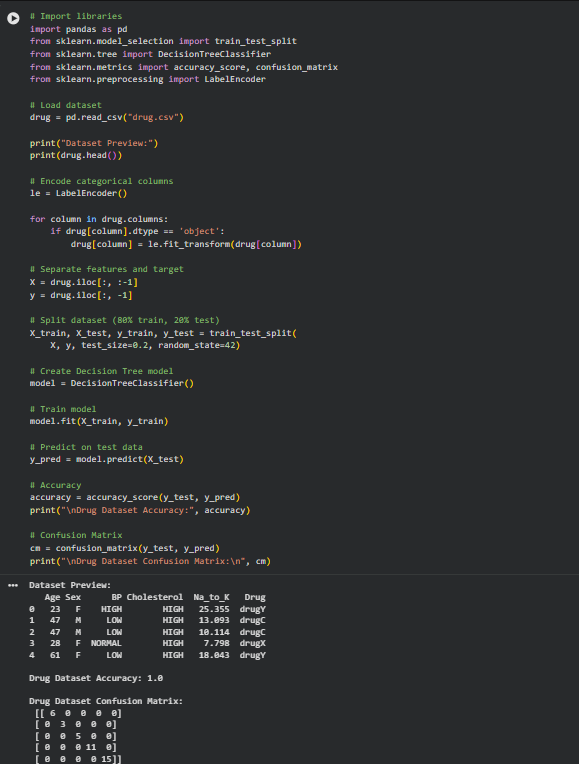 # Import libraries
import pandas as pd
from sklearn.model_selection import train_test_split
from sklearn.tree import DecisionTreeClassifier
from sklearn.metrics import accuracy_score, confusion_matrix
from sklearn.preprocessing import LabelEncoder

# Load dataset
drug = pd.read_csv("drug.csv")

print("Dataset Preview:")
print(drug.head())

# Encode categorical columns
le = LabelEncoder()

for column in drug.columns:
    if drug[column].dtype == 'object':
        drug[column] = le.fit_transform(drug[column])

# Separate features and target
X = drug.iloc[:, :-1]
y = drug.iloc[:, -1]

# Split dataset (80% train, 20% test)
X_train, X_test, y_train, y_test = train_test_split(
    X, y, test_size=0.2, random_state=42)

# Create Decision Tree model
model = DecisionTreeClassifier()

# Train model
model.fit(X_train, y_train)

# Predict on test data
y_pred = model.predict(X_test)

# Accuracy
accuracy = accuracy_score(y_test, y_pred)
print("\nDrug Dataset Accuracy:", accuracy)

# Confusion Matrix
cm = confusion_matrix(y_test, y_pred)
print("\nDrug Dataset Confusion Matrix:\n", cm)

Dataset Preview:
   Age Sex      BP Cholesterol  Na_to_K   Drug
0   23   F    HIGH        HIGH   25.355  drugY
1   47   M     LOW        HIGH   13.093  drugC
2   47   M     LOW        HIGH   10.114  drugC
3   28   F  NORMAL        HIGH    7.798  drugX
4   61   F     LOW        HIGH   18.043  drugY

Drug Dataset Accuracy: 1.0

Drug Dataset Confusion Matrix:
 [[ 6  0  0  0  0]
 [ 0  3  0  0  0]
 [ 0  0  5  0  0]
 [ 0  0  0 11  0]
 [ 0  0  0  0 15]]